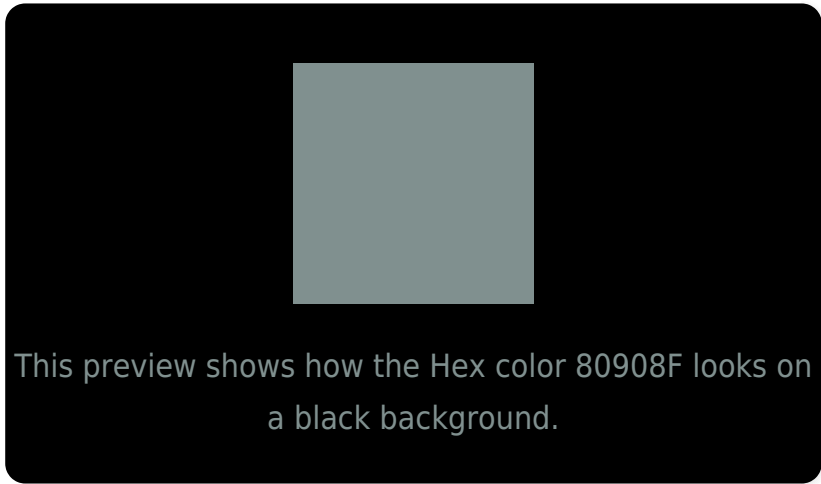 This preview shows how the Hex color 80908F looks on
a black background.